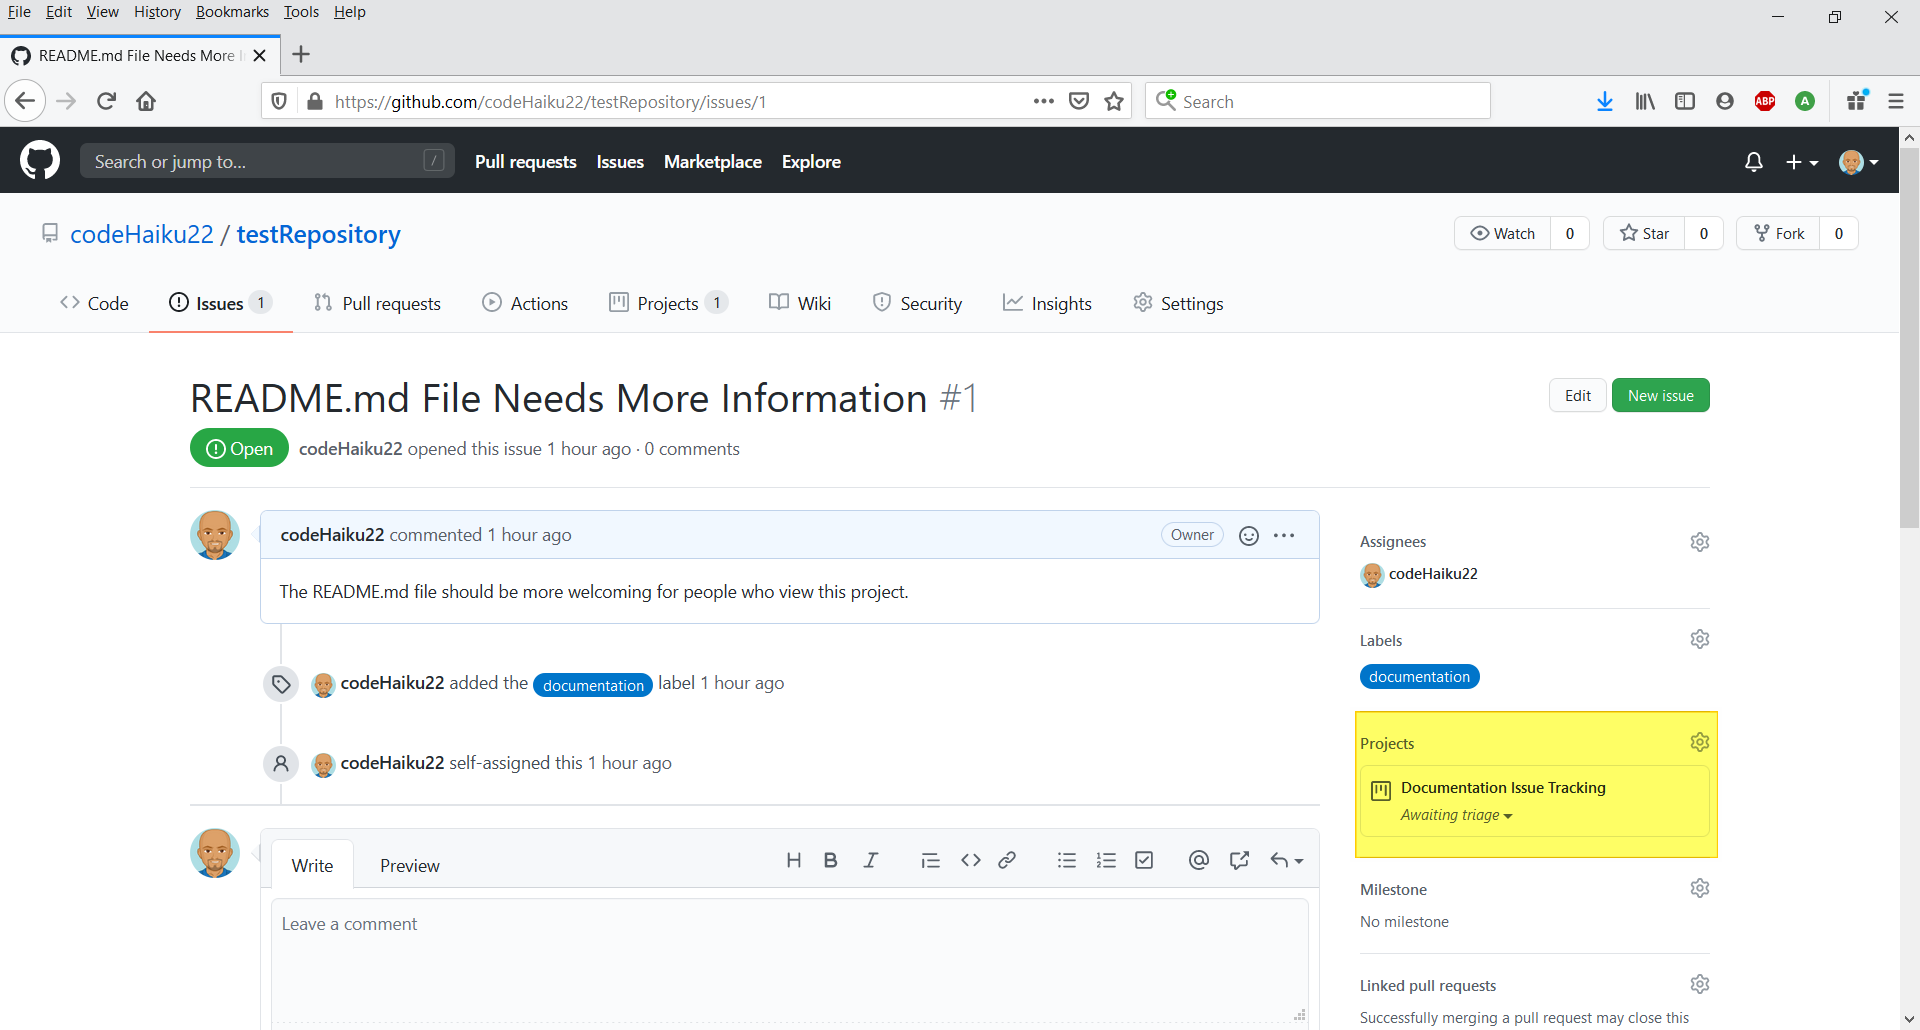 File Edit View History Bookmarks Tools Help
README.md File Needs More
https://github.com/codeHaiku22/testRepository/issues/1
Search
ABP
A
Search or jump to...
/
Pull requests Issues Marketplace Explore
codeHaiku22 / testRepository
Watch 0
Star 0
Fork 0
Code
Issues 1
Pull requests
Actions
Projects 1
Wiki
Security
Insights
Settings
README.md File Needs More Information #1
Edit
New issue
Open
codeHaiku22 opened this issue 1 hour ago · 0 comments
codeHaiku22 commented 1 hour ago
Owner
The README.md file should be more welcoming for people who view this project.
codeHaiku22 added the documentation label 1 hour ago
codeHaiku22 self-assigned this 1 hour ago
Write
Preview
Leave a comment
Assignees
codeHaiku22
Labels
documentation
Projects
Documentation Issue Tracking
Awaiting triage
Milestone
No milestone
Linked pull requests
Successfully merging a pull request may close this